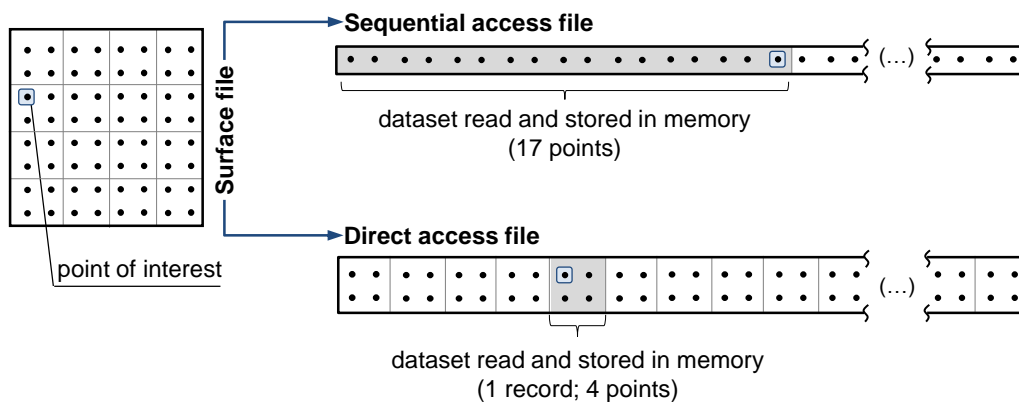 Sequential access file
(...)
dataset read and stored in memory
(17 points)
Surface file
Direct access file
point of interest
(...)
dataset read and stored in memory
(1 record; 4 points)